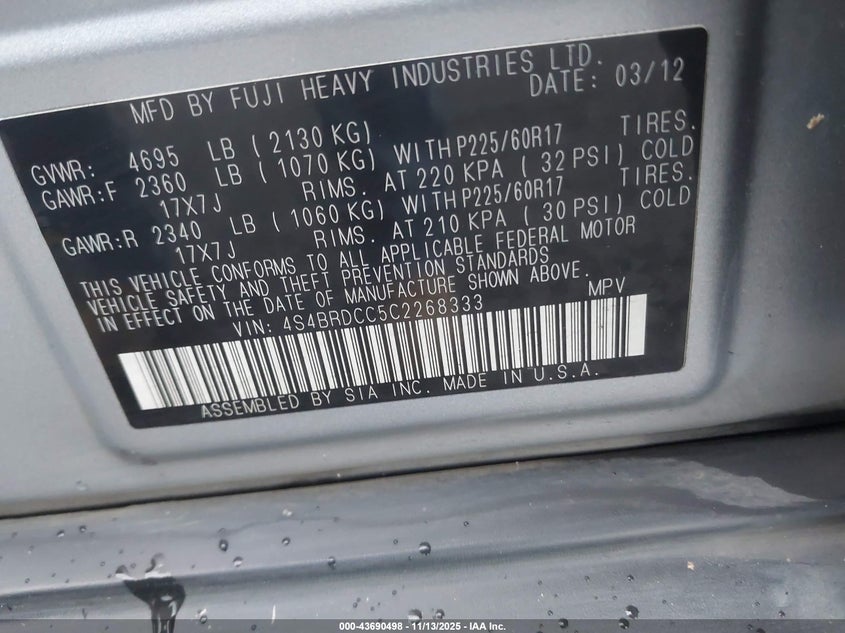 MFD BY FUJI HEAVY INDUSTRIES LTD.
DATE: 03/12
GVWR: 4695 LB ( 2130 KG)
GAWR:F 2360 LB ( 1070 KG) WITH P225/60R17 TIRES.
17X7J RIMS. AT 220 KPA ( 32 PSI) COLD
GAWR:R 2340 LB ( 1060 KG) WITH P225/60R17 TIRES.
17X7J RIMS. AT 210 KPA ( 30 PSI) COLD
THIS VEHICLE CONFORMS TO ALL APPLICABLE FEDERAL MOTOR
VEHICLE SAFETY AND THEFT PREVENTION STANDARDS
IN EFFECT ON THE DATE OF MANUFACTURE SHOWN ABOVE.
VIN: 4S4BRDCC5C2268333 MPV
ASSEMBLED BY SIA INC. MADE IN U.S.A.
000-43690498 - 11/13/2025 - IAA Inc.